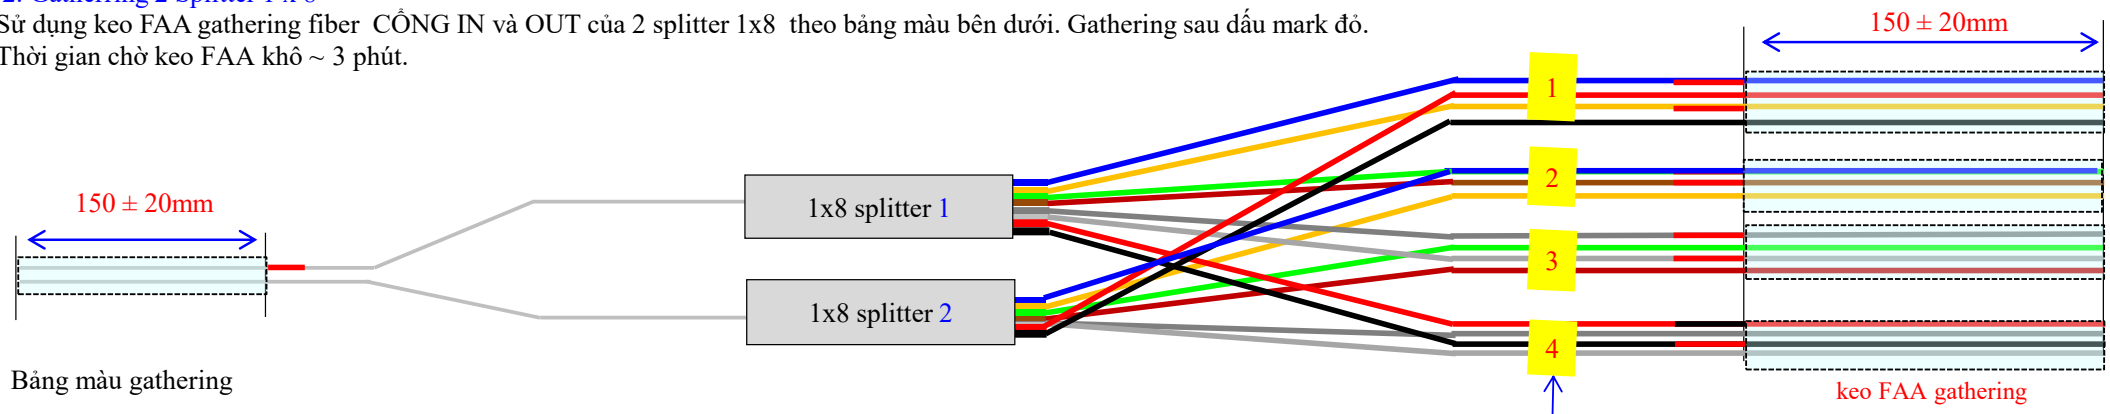 2. Gathering 2 Splitter 1 x 8
Sử dụng keo FAA gathering fiber CỔNG IN và OUT của 2 splitter 1x8 theo bảng màu bên dưới. Gathering sau dấu mark đỏ.
Thời gian chờ keo FAA khô ~ 3 phút.
150 ± 20mm
150 ± 20mm
1
2
3
4
1x8 splitter 1
1x8 splitter 2
Bảng màu gathering
keo FAA gathering